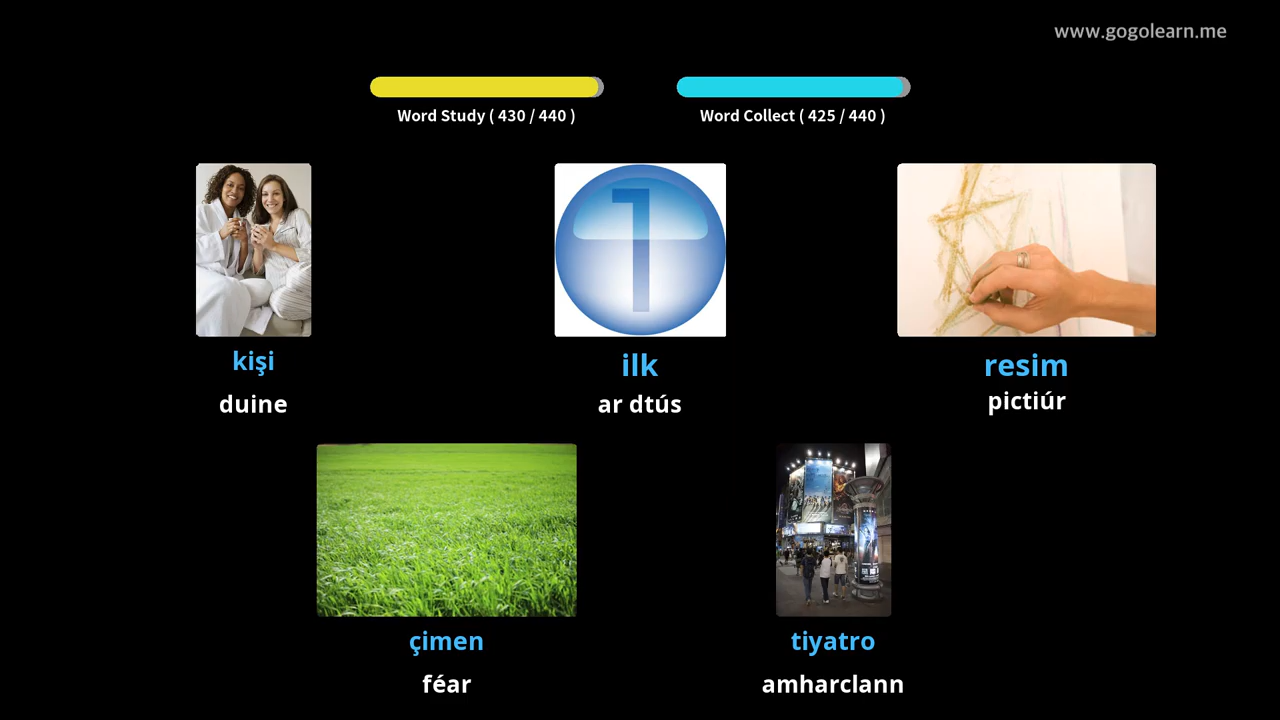 www.gogolearn.me
Word Study ( 430 / 440 )
Word Collect ( 425 / 440 )
1
kişi
ilk
resim
duine
ar dtús
pictiúr
çimen
tiyatro
féar
amharclann